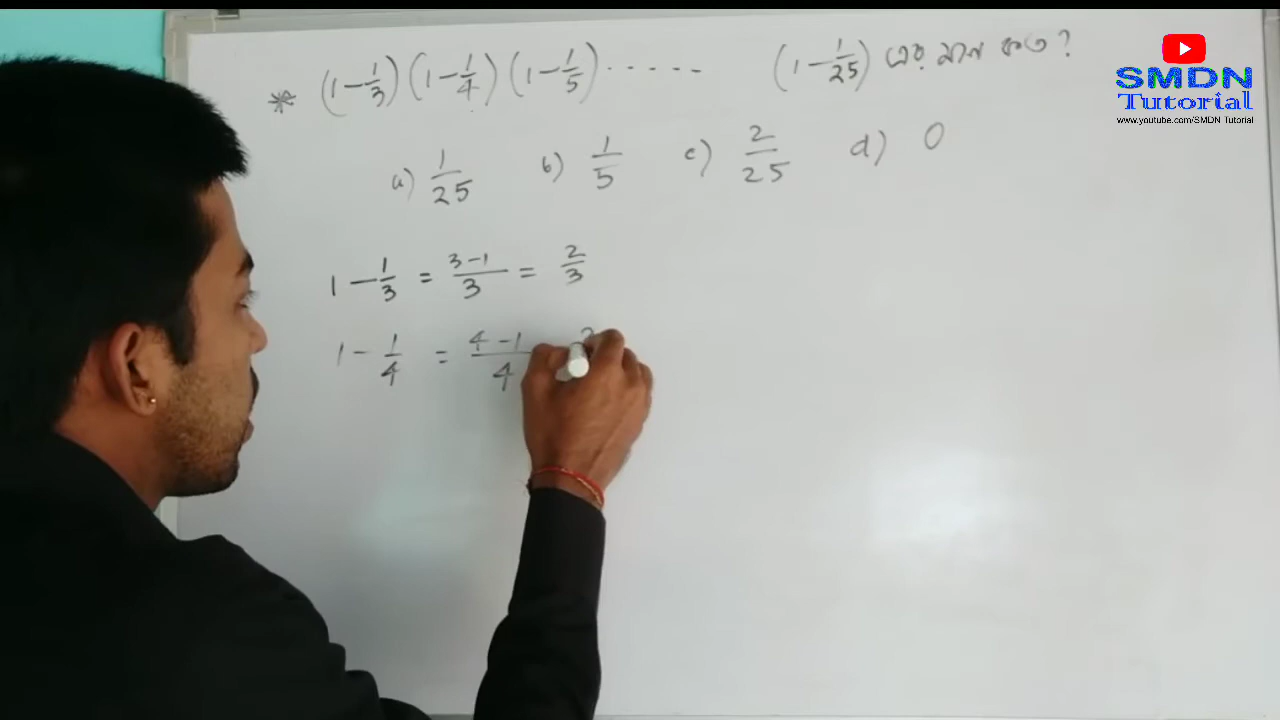 * (1-1/3)(1-1/4)(1-1/5)...... (1-1/25) এর মান কত?
a) 1/25 b) 1/5 c) 2/25 d) 0
1-1/3 = 3-1/3 = 2/3
1-1/4 = 4-1/4
SMDN
Tutorial
www.youtube.com/SMDN Tutorial